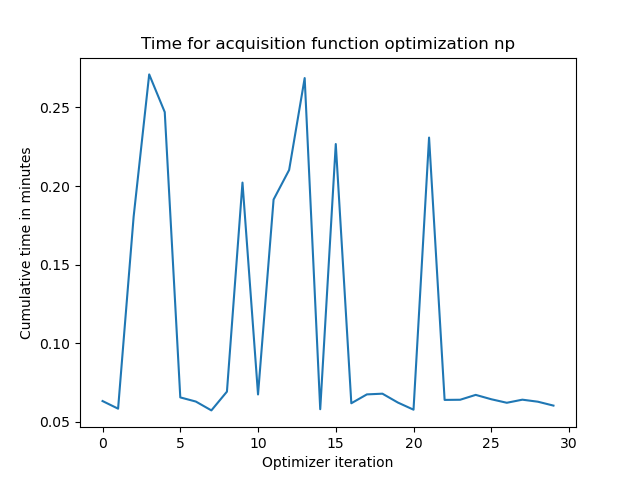 Time for acquisition function optimization np
Cumulative time in minutes
0.25
0.20
0.15
0.10
0.05
0 5 10 15 20 25 30
Optimizer iteration